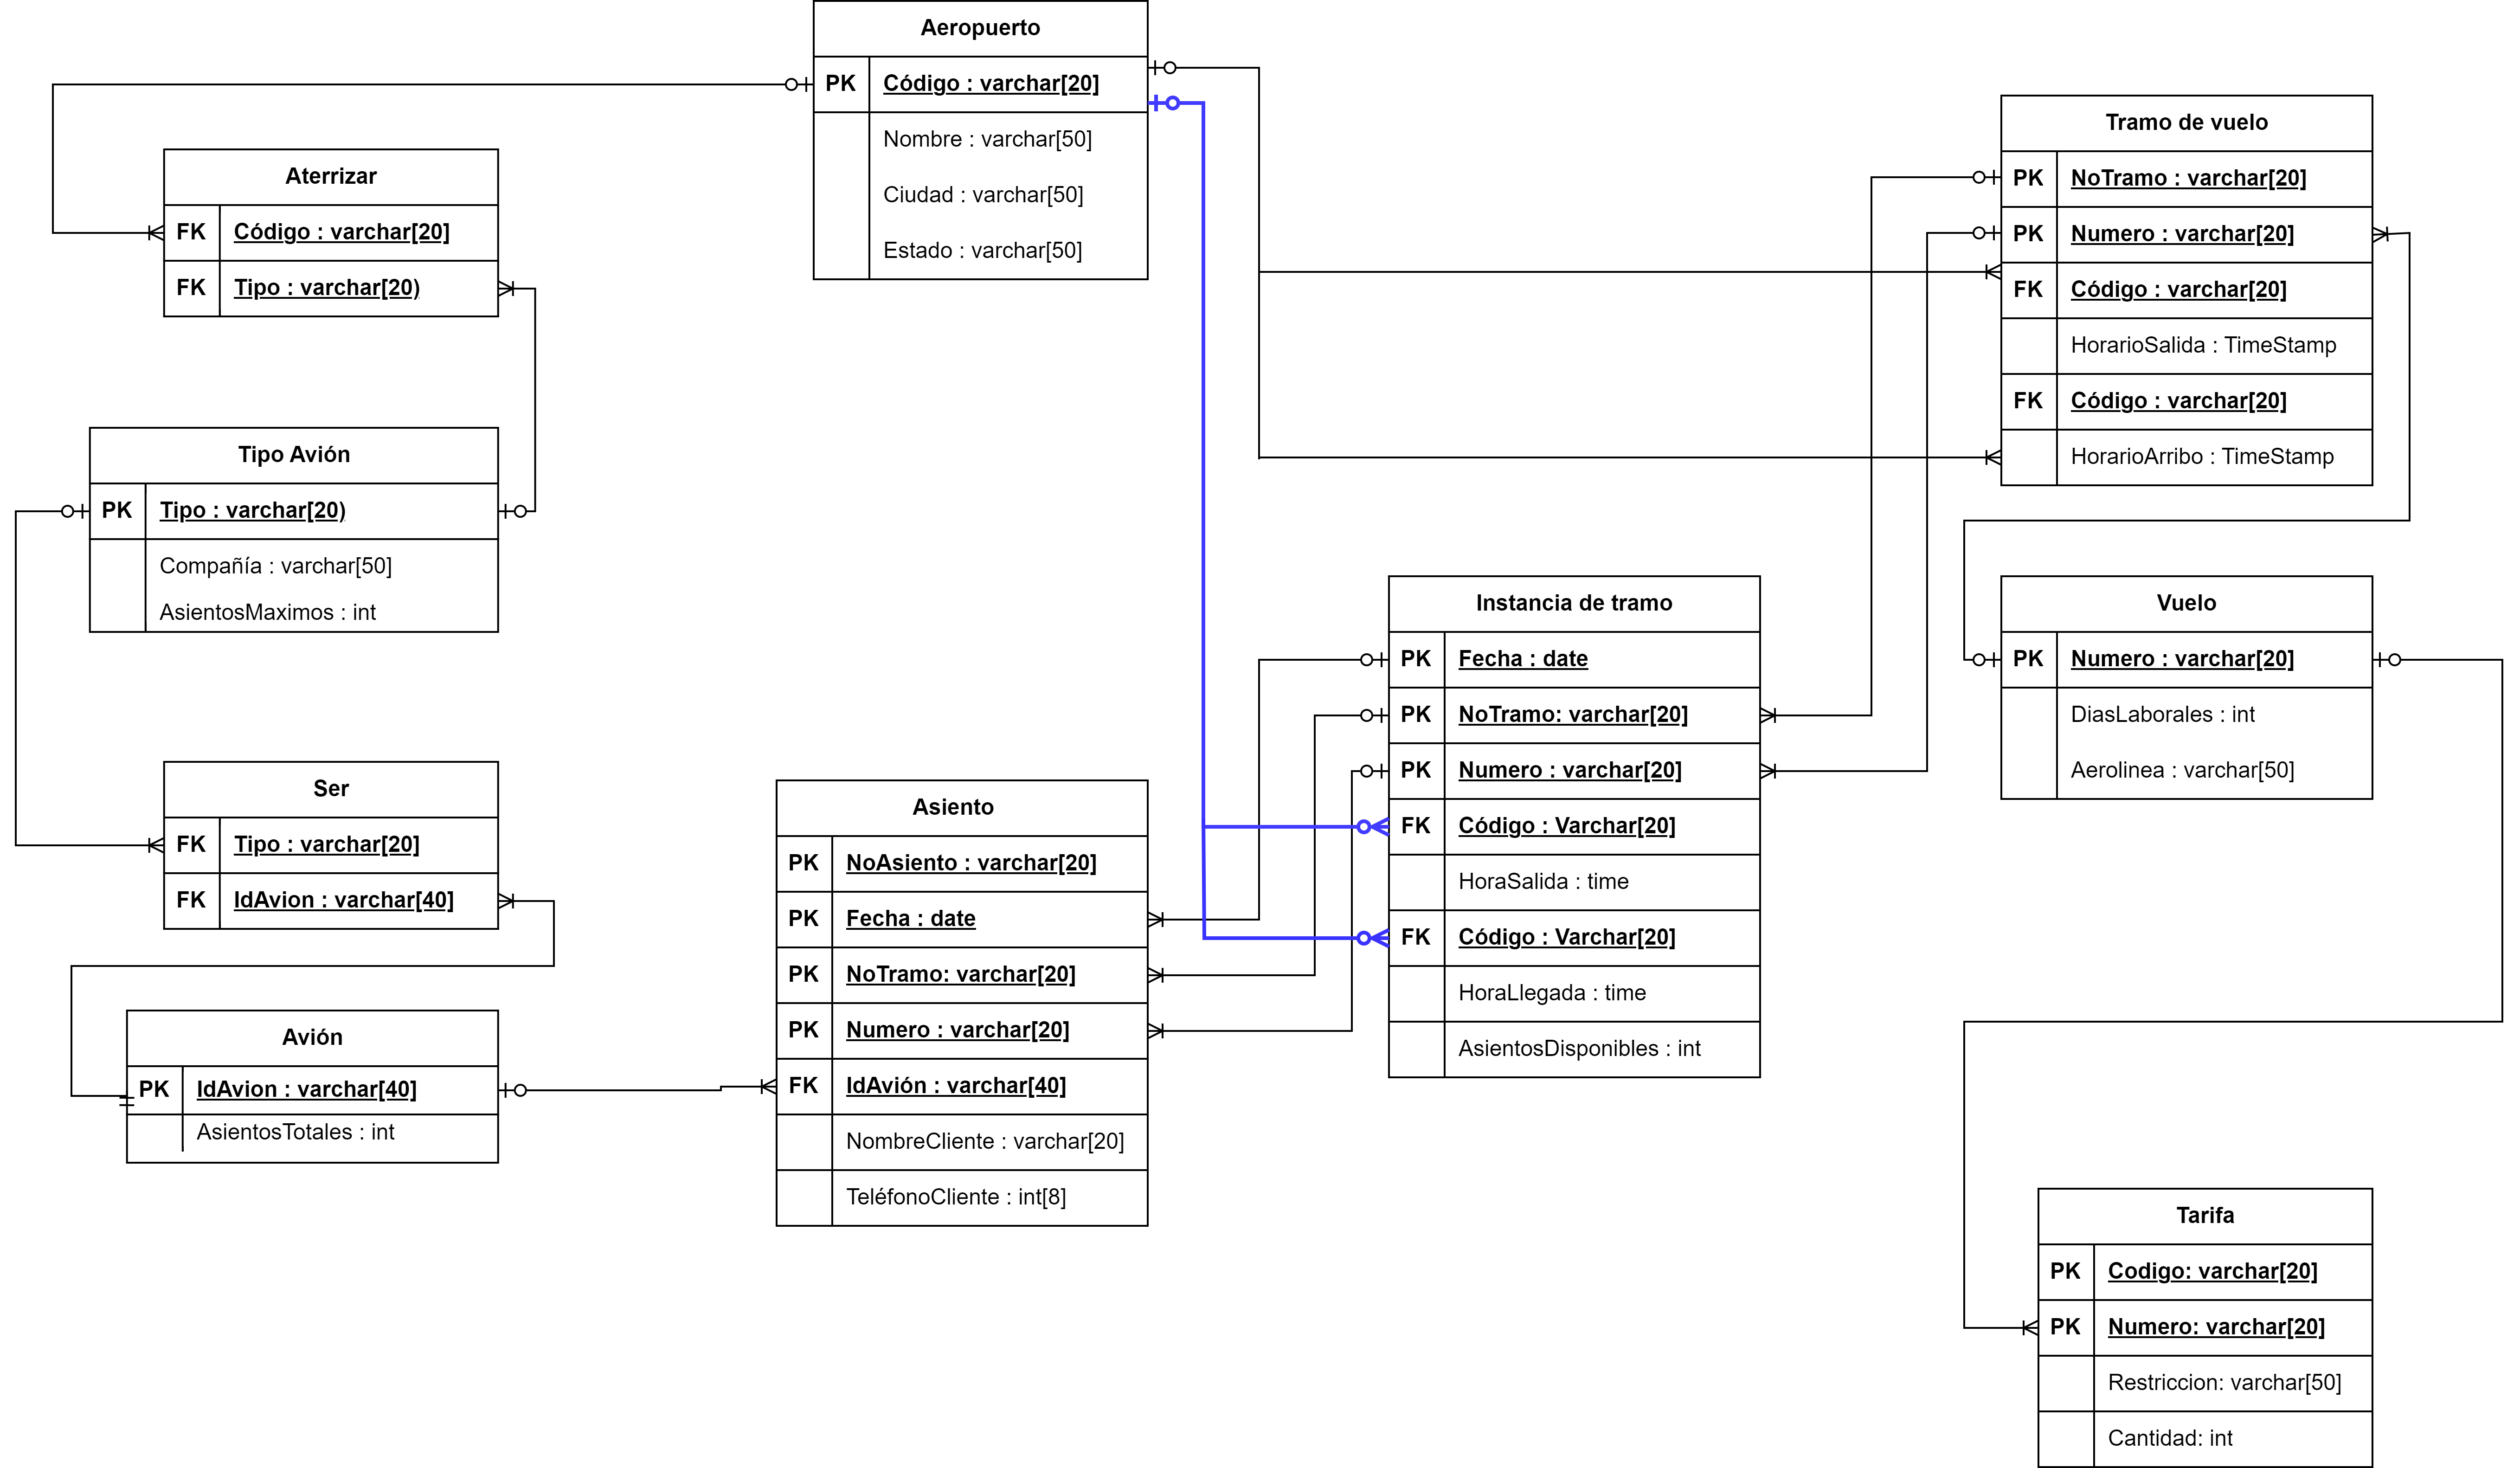 Aeropuerto
PK Código : varchar[20]
Nombre : varchar[50]
Ciudad : varchar[50]
Estado : varchar[50]
Aterrizar
FK Código : varchar[20]
FK Tipo : varchar[20)
Tipo Avión
PK Tipo : varchar[20)
Compañía : varchar[50]
AsientosMaximos : int
Ser
FK Tipo : varchar[20]
FK IdAvion : varchar[40]
Avión
PK IdAvion : varchar[40]
AsientosTotales : int
Asiento
PK NoAsiento : varchar[20]
PK Fecha : date
PK NoTramo: varchar[20]
PK Numero : varchar[20]
FK IdAvión : varchar[40]
NombreCliente : varchar[20]
TeléfonoCliente : int[8]
Instancia de tramo
PK Fecha : date
PK NoTramo: varchar[20]
PK Numero : varchar[20]
FK Código : Varchar[20]
HoraSalida : time
FK Código : Varchar[20]
HoraLlegada : time
AsientosDisponibles : int
Tramo de vuelo
PK NoTramo : varchar[20]
PK Numero : varchar[20]
FK Código : varchar[20]
HorarioSalida : TimeStamp
FK Código : varchar[20]
HorarioArribo : TimeStamp
Vuelo
PK Numero : varchar[20]
DiasLaborales : int
Aerolinea : varchar[50]
Tarifa
PK Codigo: varchar[20]
PK Numero: varchar[20]
Restriccion: varchar[50]
Cantidad: int